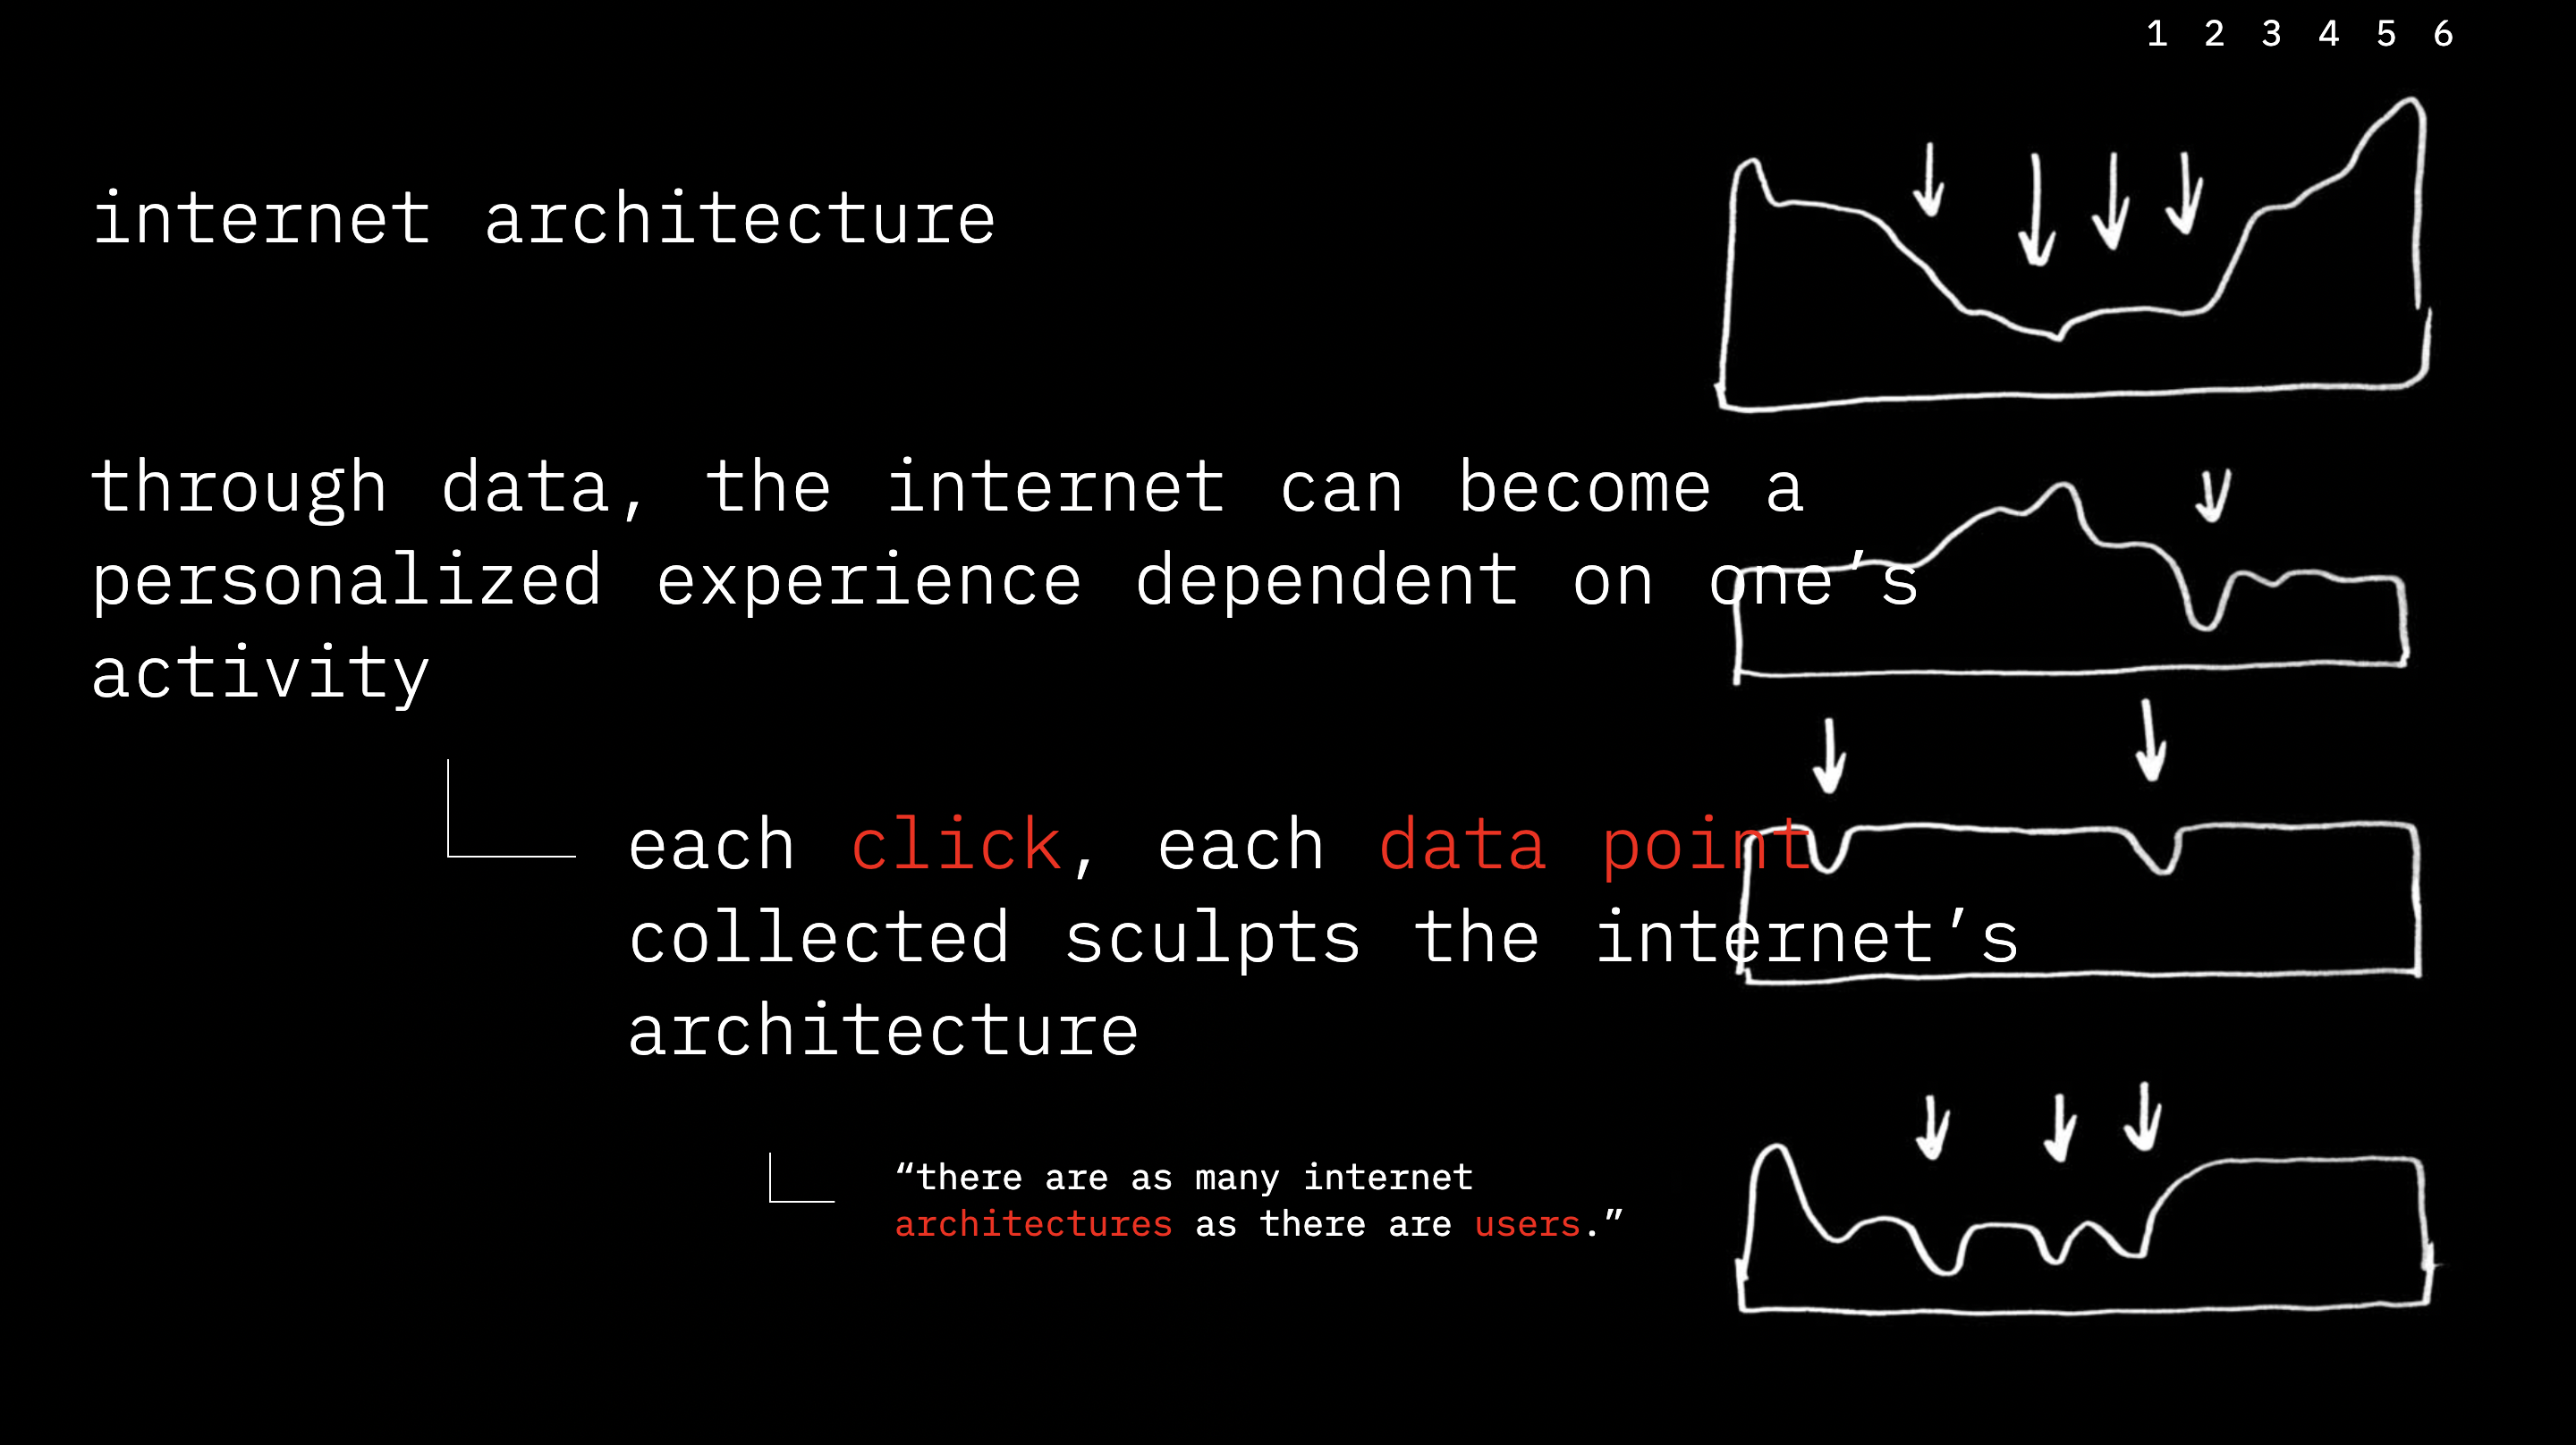 1 2 3 4 5 6
internet architecture
through data, the internet can become a
personalized experience dependent on one’s
activity
each click, each data point
collected sculpts the internet’s
architecture
“there are as many internet
architectures as there are users.”